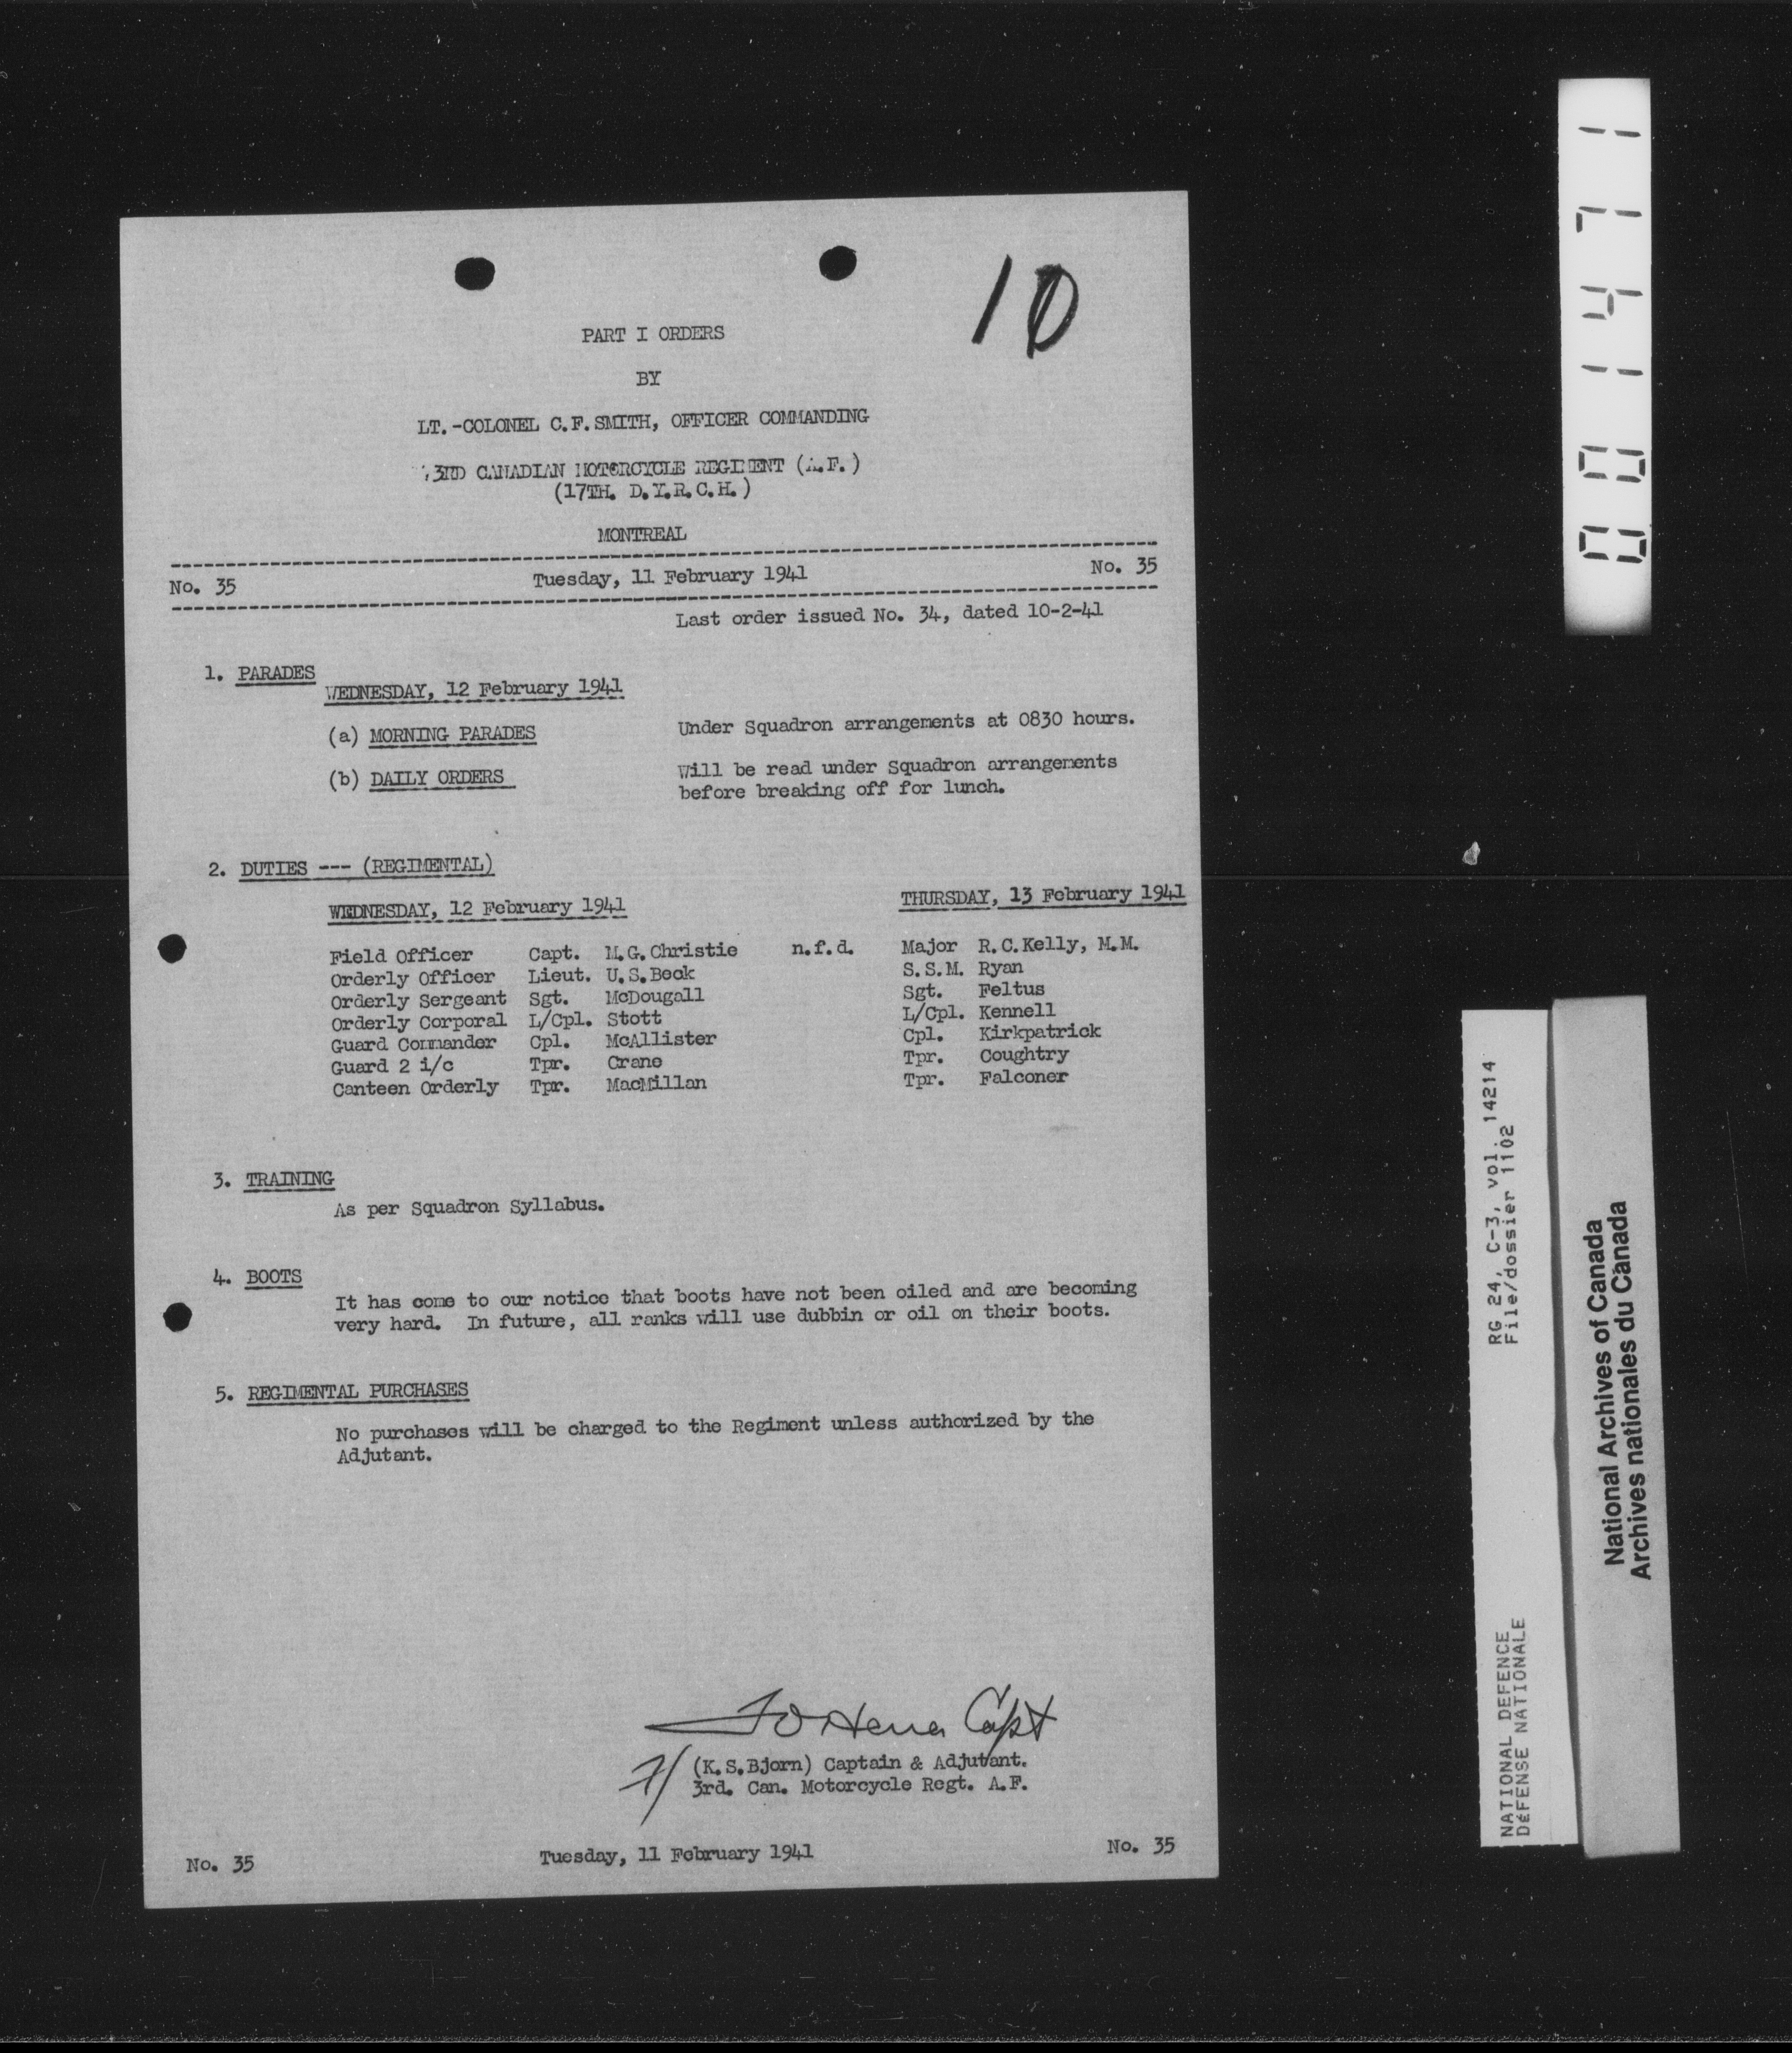 10
PART I ORDERS
BY
LT.-COLONEL C.F.SMITH, OFFICER COMMANDING
3RD CANADIAN MOTORCYCLE REGIMENT (A.F.)
(17TH. D.Y.R.C.H.)
MONTREAL
No. 35 Tuesday, 11 February 1941 No. 35
Last order issued No. 34, dated 10-2-41
1. PARADES
WEDNESDAY, 12 February 1941
(a) MORNING PARADES Under Squadron arrangements at 0830 hours.
(b) DAILY ORDERS Will be read under Squadron arrangements
before breaking off for lunch.
2. DUTIES --- (REGIMENTAL)
WEDNESDAY, 12 February 1941 THURSDAY, 13 February 1941
Field Officer Capt. M.G.Christie n.f.d. Major R.C.Kelly, M.M.
Orderly Officer Lieut. U.S.Beck S.S.M. Ryan
Orderly Sergeant Sgt. McDougall Sgt. Feltus
Orderly Corporal L/Cpl. Stott L/Cpl. Kennell
Guard Commander Cpl. McAllister Cpl. Kirkpatrick
Guard 2 i/c Tpr. Crane Tpr. Coughtry
Canteen Orderly Tpr. MacMillan Tpr. Falconer
3. TRAINING
As per Squadron Syllabus.
4. BOOTS
It has come to our notice that boots have not been oiled and are becoming
very hard. In future, all ranks will use dubbin or oil on their boots.
5. REGIMENTAL PURCHASES
No purchases will be charged to the Regiment unless authorized by the
Adjutant.
Capt
(K.S.Bjorn) Captain & Adjutant.
3rd. Can. Motorcycle Regt. A.F.
No. 35 Tuesday, 11 February 1941 No. 35
RG 24, C-3, vol. 14214
File/dossier 1102
NATIONAL DEFENCE
DÉFENSE NATIONALE
National Archives of Canada
Archives nationales du Canada